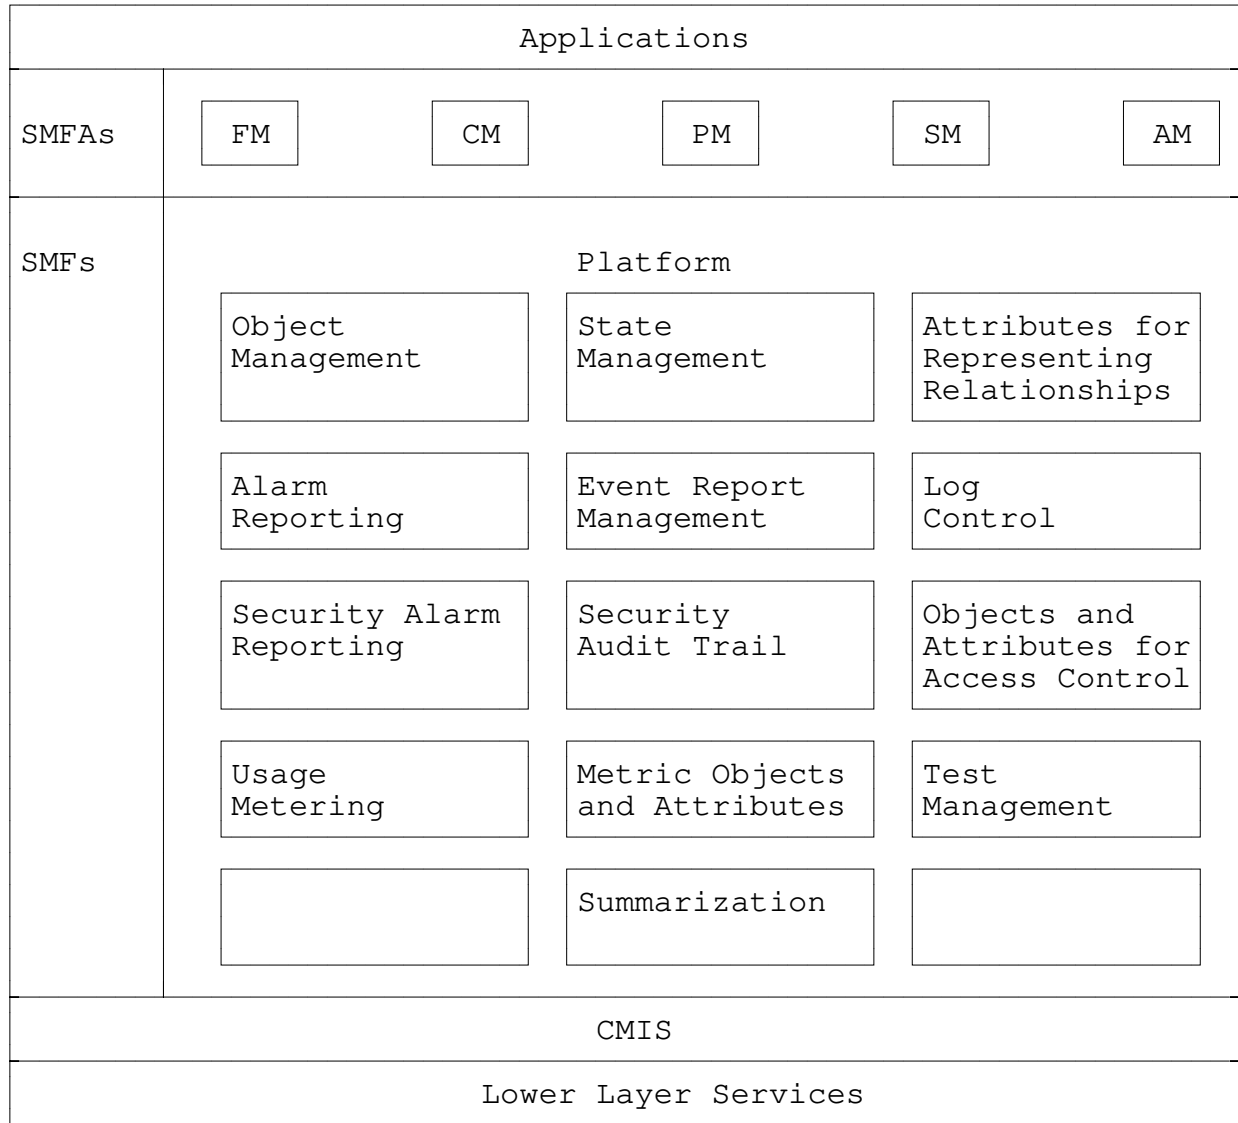 Applications
SMFAs FM CM PM SM AM
SMFs Platform
Object
Management
State
Management
Attributes for
Representing
Relationships
Alarm
Reporting
Event Report
Management
Log
Control
Security Alarm
Reporting
Security
Audit Trail
Objects and
Attributes for
Access Control
Usage
Metering
Metric Objects
and Attributes
Test
Management
Summarization
CMIS
Lower Layer Services